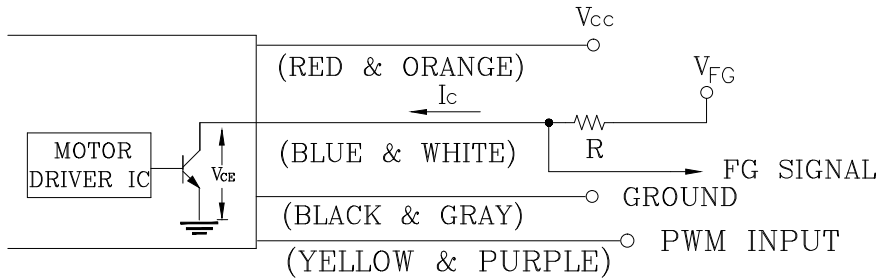 VCC
(RED & ORANGE)
VFG
IC
R
(BLUE & WHITE)
MOTOR
DRIVER IC
VCE
FG SIGNAL
GROUND
(BLACK & GRAY)
PWM INPUT
(YELLOW & PURPLE)